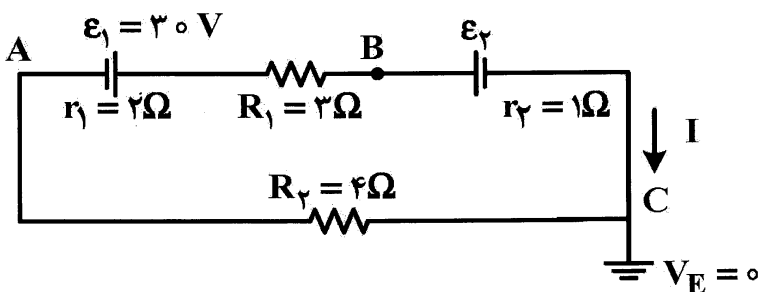 ε₁ = ۳۰ V
A
B
ε₂
r₁ = ۲Ω
R₁ = ۳Ω
r₂ = ۱Ω
I
R₂ = ۴Ω
C
V_E = ۰